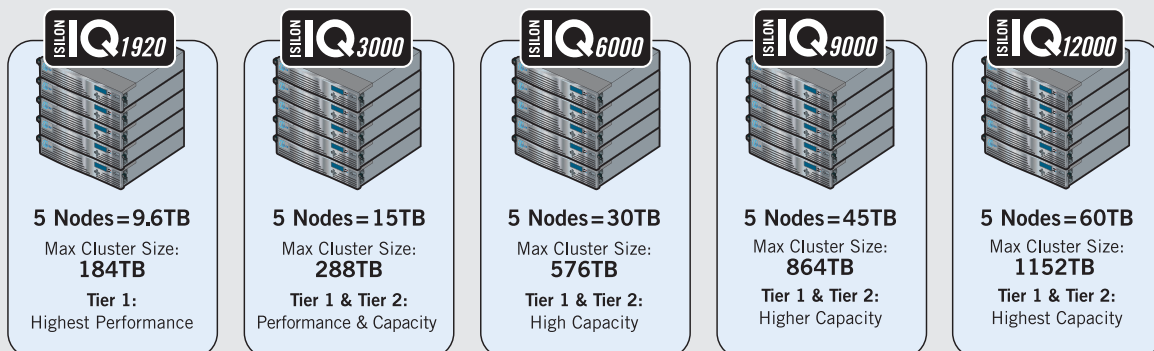 ISILON IQ 1920
5 Nodes=9.6TB
Max Cluster Size:
184TB
Tier 1:
Highest Performance
ISILON IQ 3000
5 Nodes=15TB
Max Cluster Size:
288TB
Tier 1 & Tier 2:
Performance & Capacity
ISILON IQ 6000
5 Nodes=30TB
Max Cluster Size:
576TB
Tier 1 & Tier 2:
High Capacity
ISILON IQ 9000
5 Nodes=45TB
Max Cluster Size:
864TB
Tier 1 & Tier 2:
Higher Capacity
ISILON IQ 12000
5 Nodes=60TB
Max Cluster Size:
1152TB
Tier 1 & Tier 2:
Highest Capacity